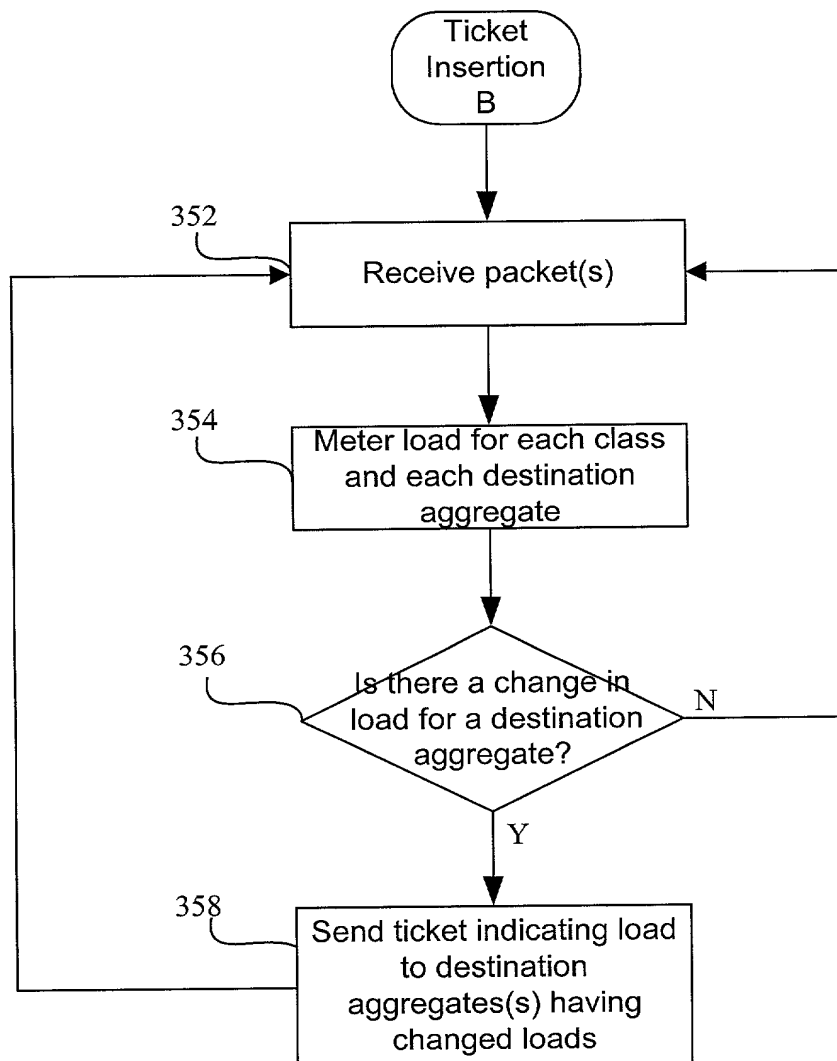 Ticket
Insertion
B
352
Receive packet(s)
354
Meter load for each class
and each destination
aggregate
356
Is there a change in
load for a destination
aggregate?
N
Y
358
Send ticket indicating load
to destination
aggregates(s) having
changed loads